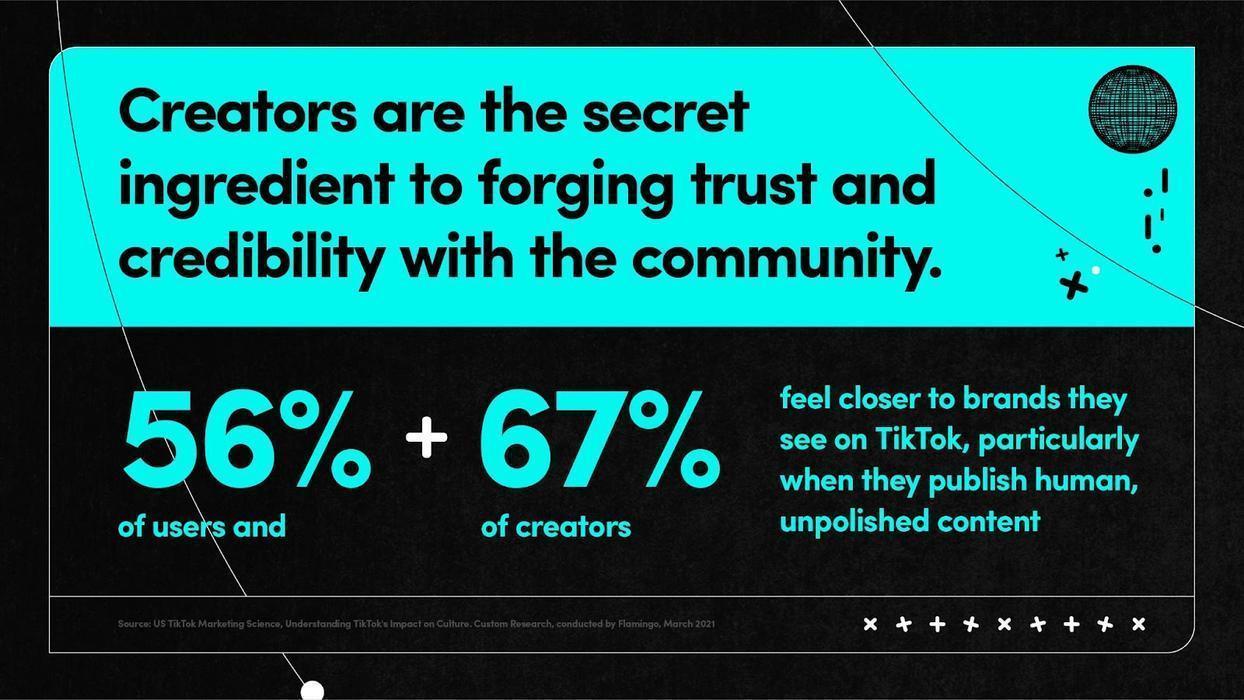 Creators are the secret
ingredient to forging trust and
credibility with the community.
56% + 67%
of users and
of creators
feel closer to brands they
see on TikTok, particularly
when they publish human,
unpolished content
Source: US TikTok Marketing Science, Understanding TikTok's Impact on Culture. Custom Research, conducted by Flamingo, March 2021